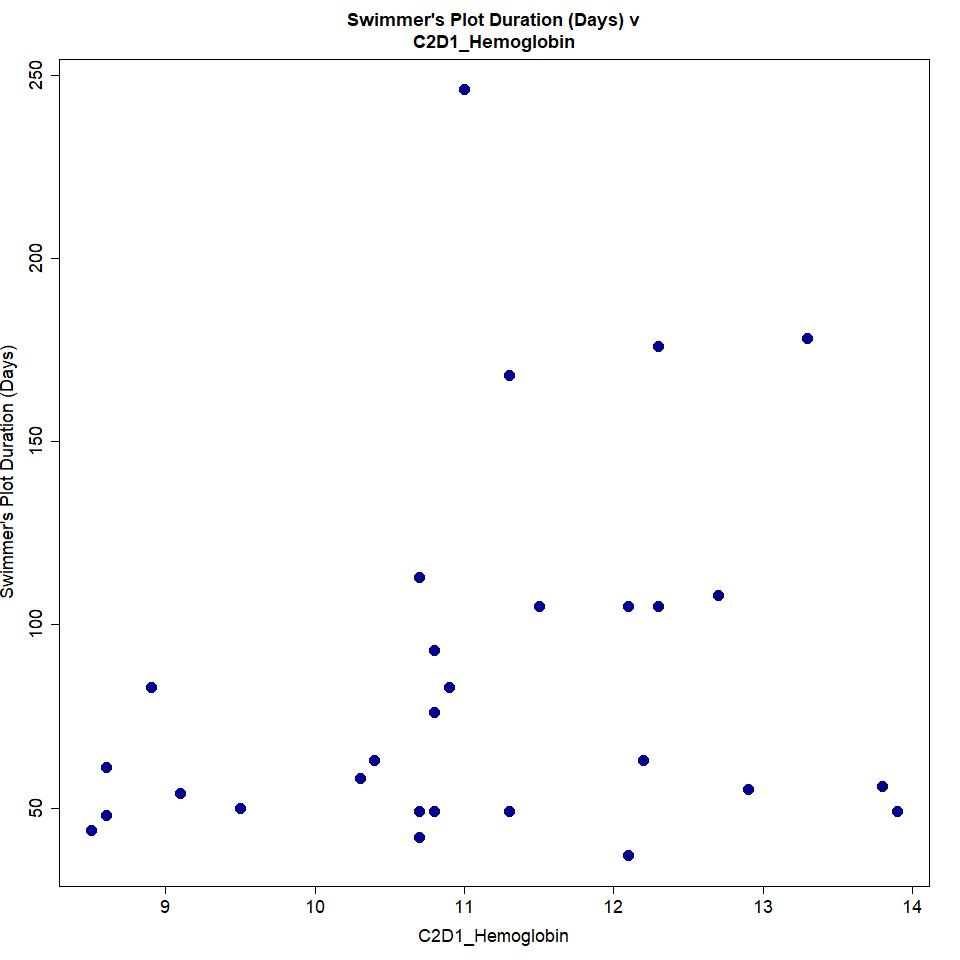 Swimmer's Plot Duration (Days) v
C2D1_Hemoglobin
250
200
150
100
50
Swimmer's Plot Duration (Days)
9 10 11 12 13 14
C2D1_Hemoglobin